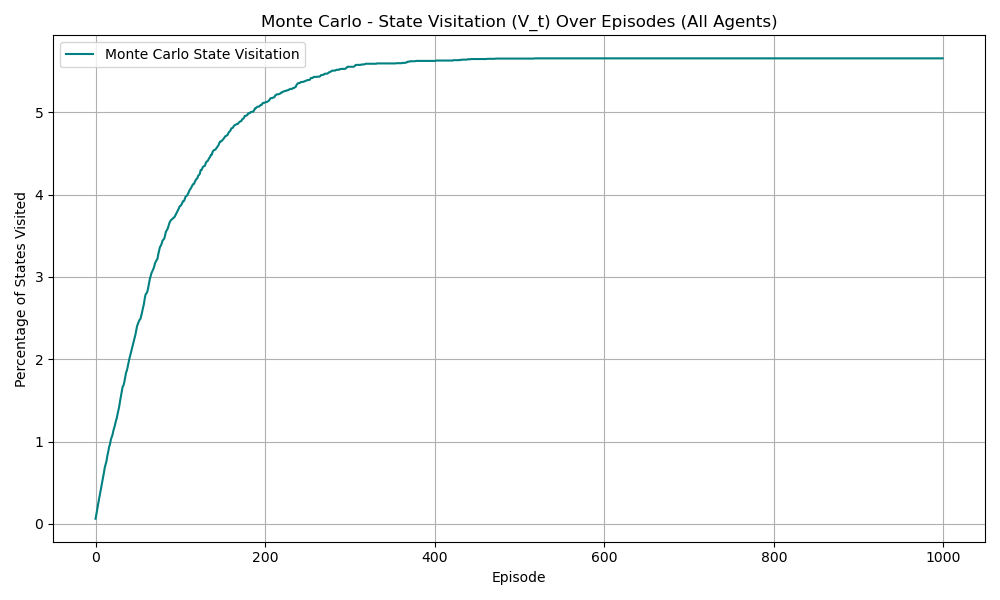 Monte Carlo - State Visitation (V_t) Over Episodes (All Agents)
Monte Carlo State Visitation
Percentage of States Visited
5
4
3
2
1
0
0 200 400 600 800 1000
Episode